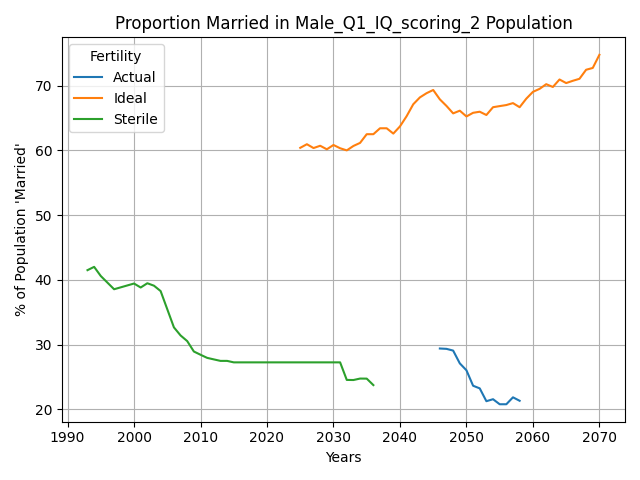 Proportion Married in Male_Q1_IQ_scoring_2 Population
Fertility
Actual
Ideal
Sterile
% of Population 'Married'
70
60
50
40
30
20
1990 2000 2010 2020 2030 2040 2050 2060 2070
Years